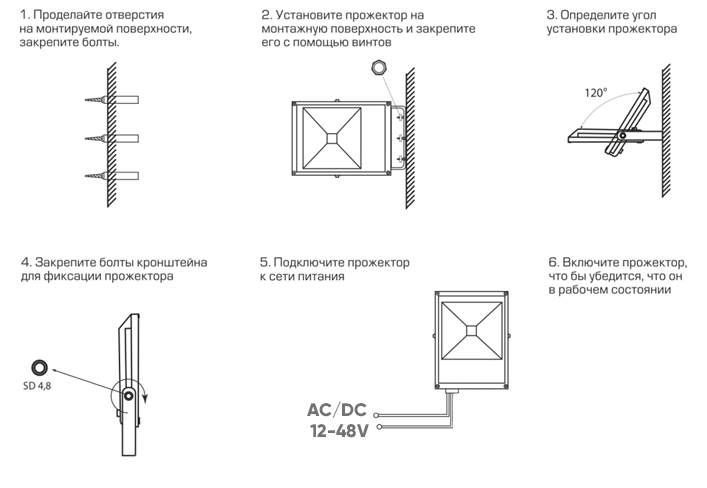 1. Проделайте отверстия
на монтируемой поверхности,
закрепите болты.
2. Установите прожектор на
монтажную поверхность и закрепите
его с помощью винтов
3. Определите угол
установки прожектора
120°
4. Закрепите болты кронштейна
для фиксации прожектора
SD 4,8
5. Подключите прожектор
к сети питания
AC/DC
12-48V
6. Включите прожектор,
что бы убедится, что он
в рабочем состоянии